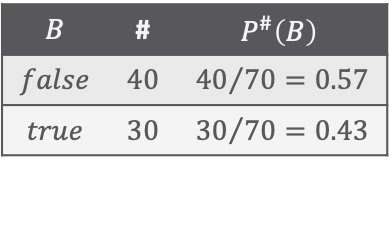 B # P^#(B)
false 40 40/70 = 0.57
true 30 30/70 = 0.43